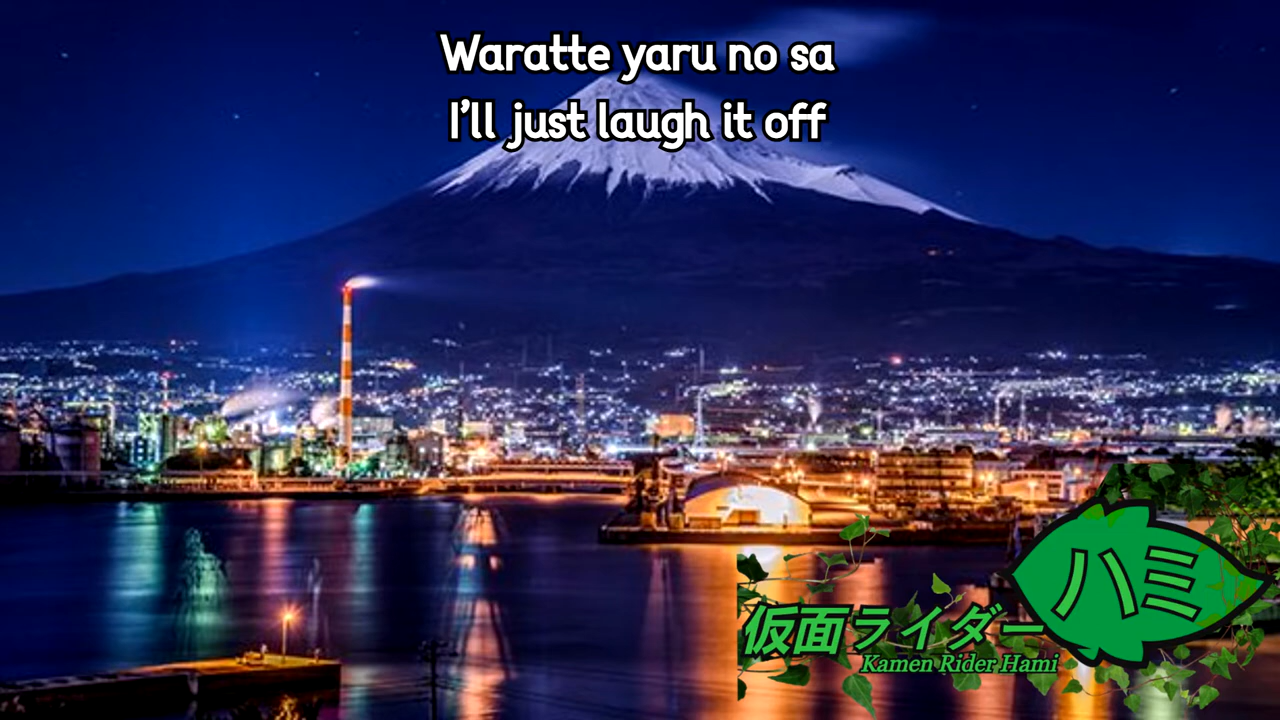 Waratte yaru no sa
I'll just laugh it off
ハミ
仮面ライダー
Kamen Rider Hami